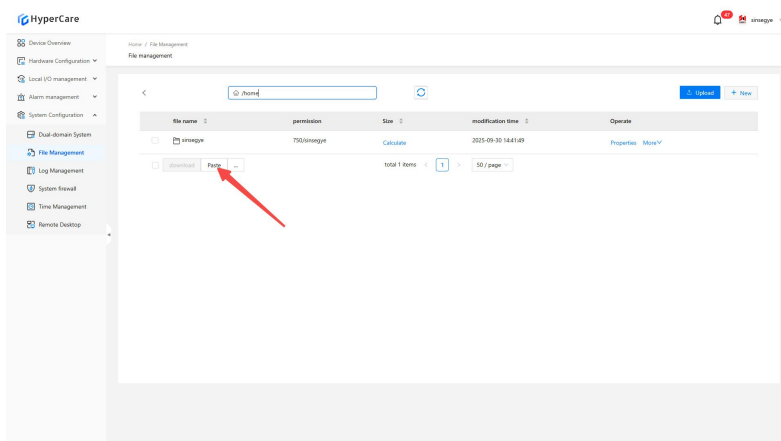 HyperCare
47
sinsegye
Device Overview
Hardware Configuration
Local I/O management
Alarm management
System Configuration
Dual-domain System
File Management
Log Management
System firewall
Time Management
Remote Desktop
Home / File Management
File management
/home
Upload
+ New
file name permission Size modification time Operate
sinsegye 750/sinsegye Calculate 2025-09-30 14:41:49 Properties More
download Paste ... total 1 items < 1 > 50 / page